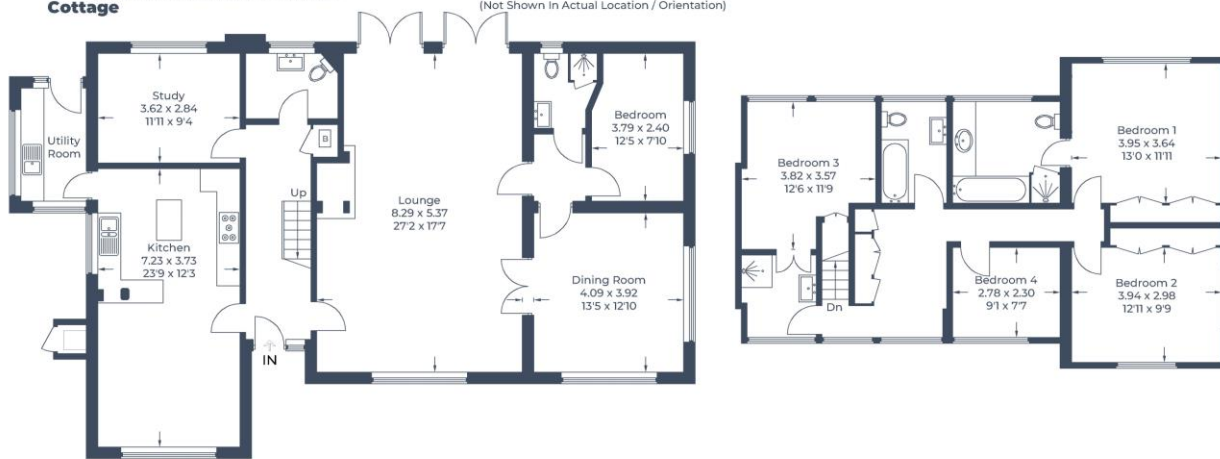 Cottage
(Not Shown In Actual Location / Orientation)
Study
3.62 x 2.84
11'11 x 9'4
Utility
Room
B
Up
Kitchen
7.23 x 3.73
23'9 x 12'3
IN
Lounge
8.29 x 5.37
27'2 x 17'7
Bedroom
3.79 x 2.40
12'5 x 7'10
Dining Room
4.09 x 3.92
13'5 x 12'10
Bedroom 3
3.82 x 3.57
12'6 x 11'9
Dn
Bedroom 1
3.95 x 3.64
13'0 x 11'11
Bedroom 4
2.78 x 2.30
9'1 x 7'7
Bedroom 2
3.94 x 2.98
12'11 x 9'9